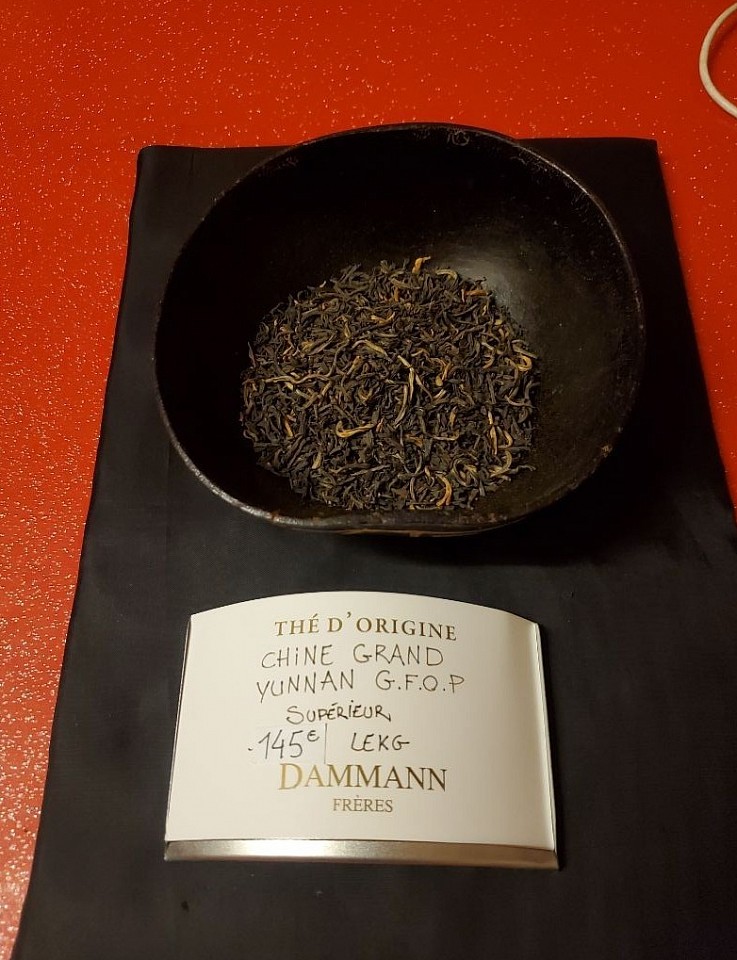 THÉ D'ORIGINE
CHINE GRAND
YUNNAN G.F.O.P
SUPÉRIEUR
145€ LEKG
DAMMANN
FRÈRES